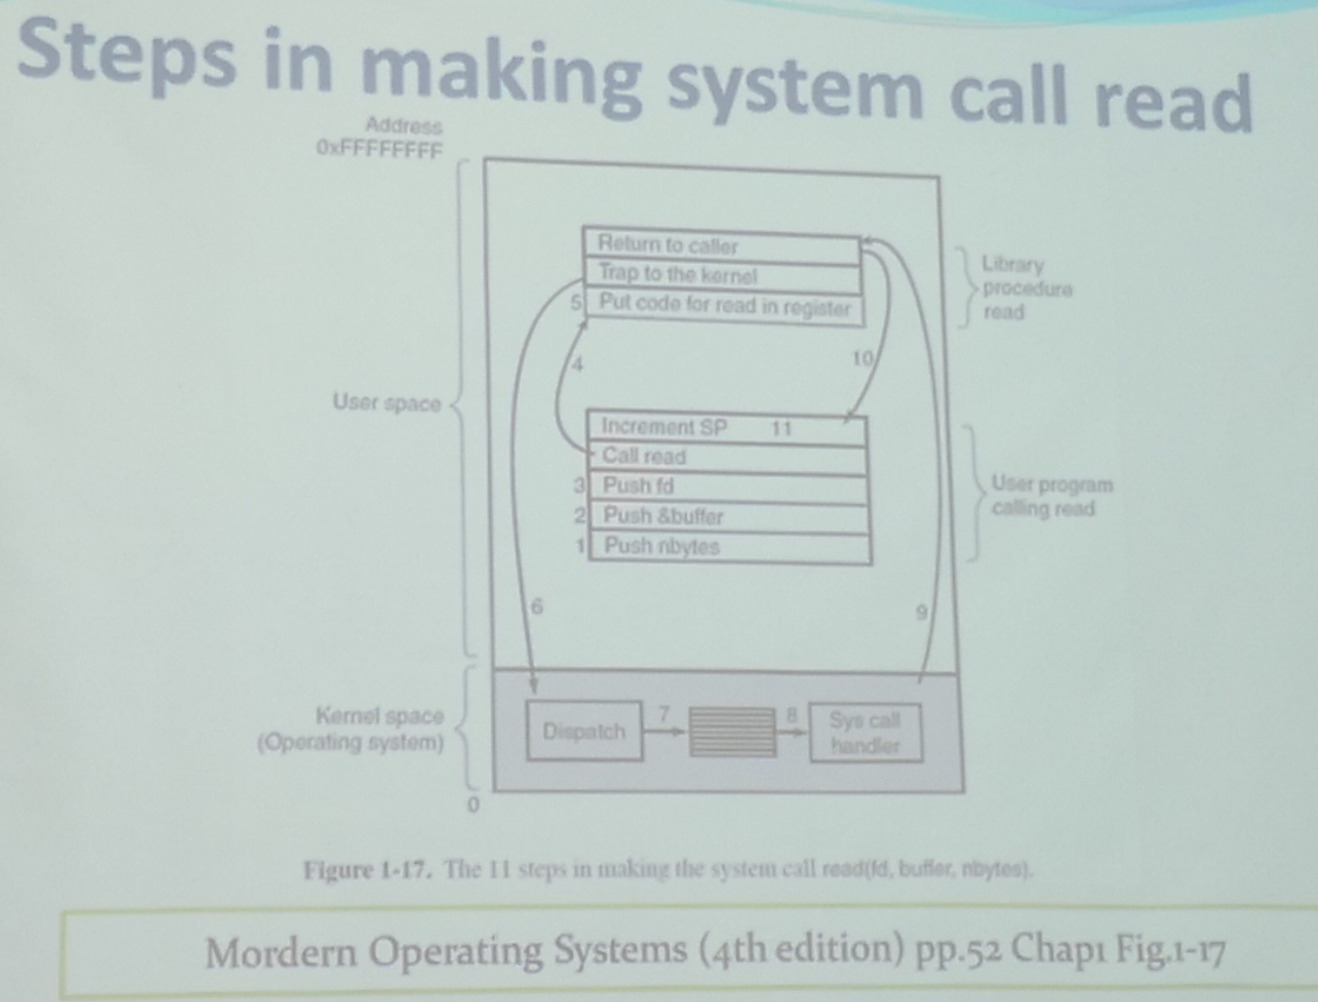 Steps in making system call read
Address
0xFFFFFFFF
Return to caller
Trap to the kernel
5 Put code for read in register
Library
procedure
read
4
10
User space
Increment SP 11
Call read
3 Push fd
2 Push &buffer
1 Push nbytes
User program
calling read
6
9
Kernel space
(Operating system)
Dispatch
7
8
Sys call
handler
0
Figure 1-17. The 11 steps in making the system call read(fd, buffer, nbytes).
Mordern Operating Systems (4th edition) pp.52 Chap1 Fig.1-17